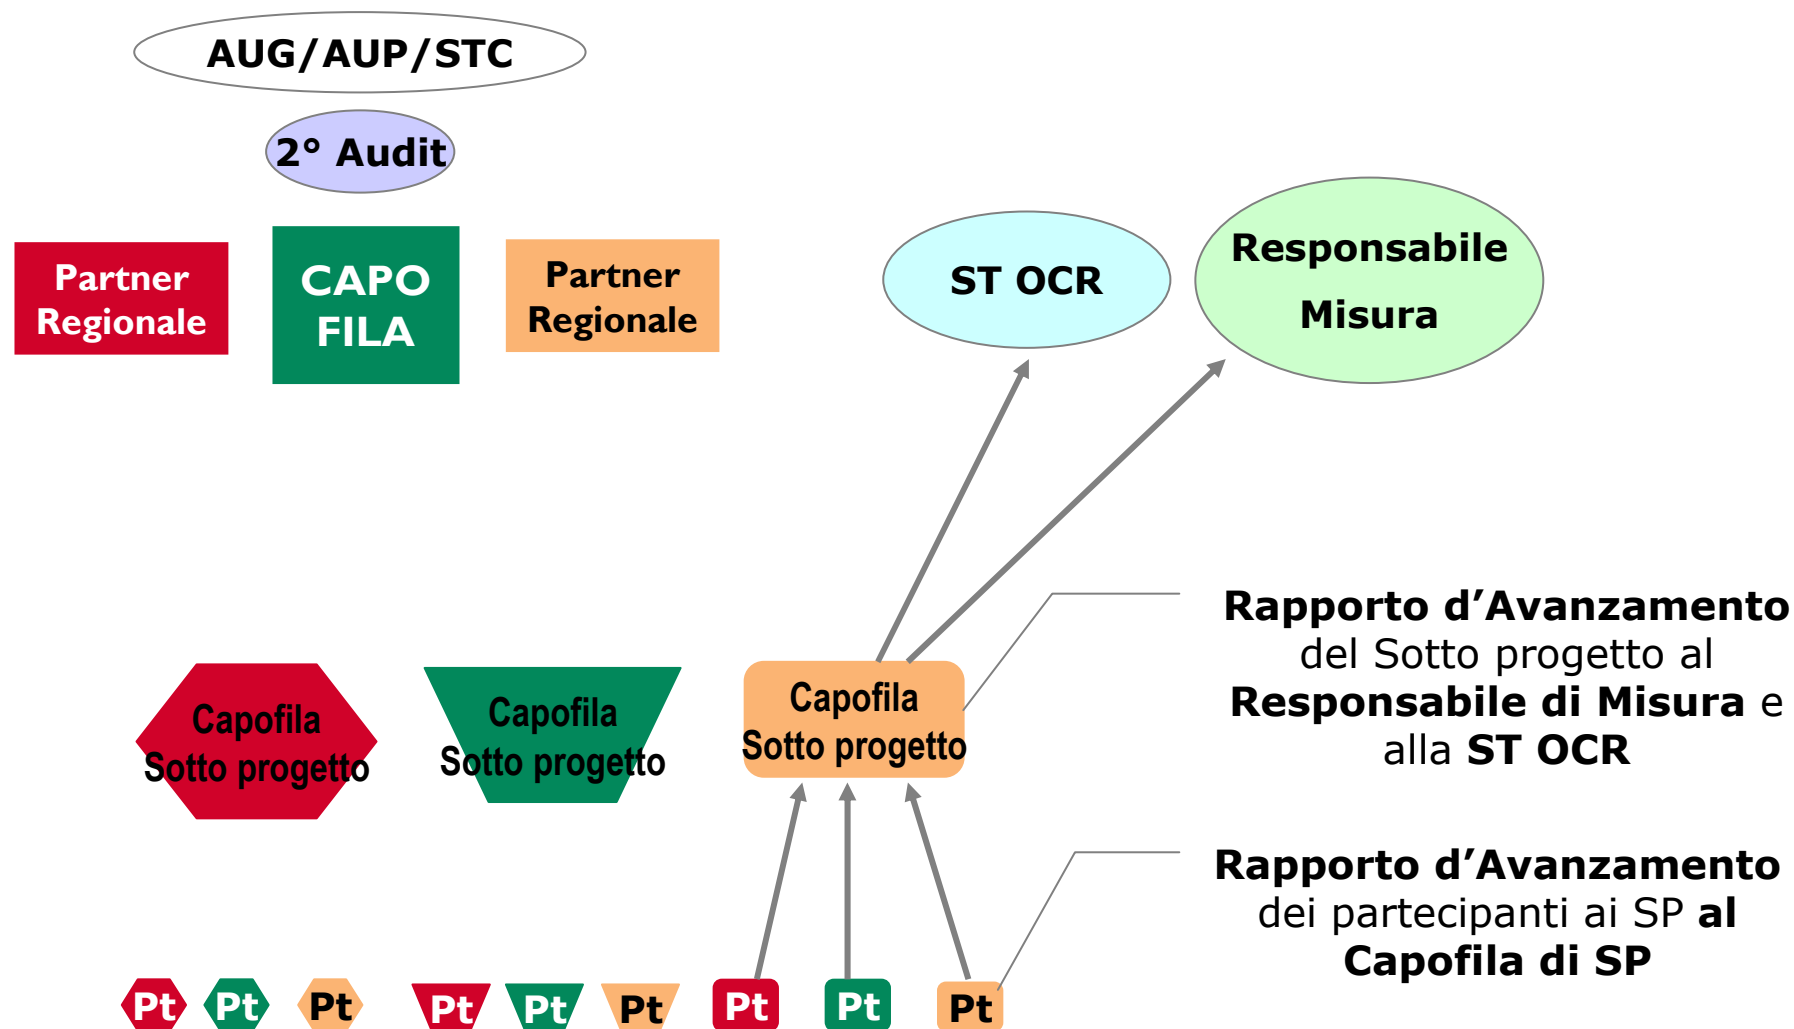 AUG/AUP/STC
2° Audit
Partner
Regionale
CAPO
FILA
Partner
Regionale
ST OCR
Responsabile
Misura
Capofila
Sotto progetto
Capofila
Sotto progetto
Capofila
Sotto progetto
Rapporto d’Avanzamento
del Sotto progetto al
Responsabile di Misura e
alla ST OCR
Rapporto d’Avanzamento
dei partecipanti ai SP al
Capofila di SP
Pt
Pt
Pt
Pt
Pt
Pt
Pt
Pt
Pt